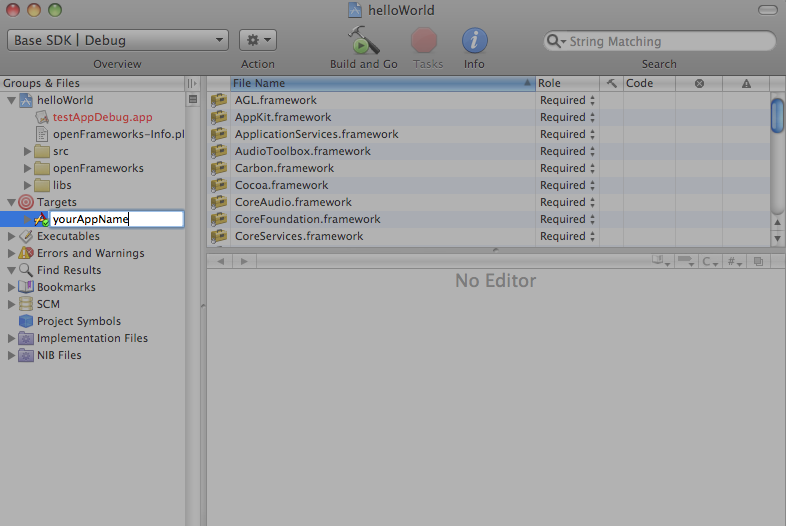 helloWorld
Base SDK | Debug
String Matching
Overview
Action
Build and Go
Tasks
Info
Search
Groups & Files
File Name
Role
Code
helloWorld
testAppDebug.app
openFrameworks-Info.pl
src
openFrameworks
libs
Targets
yourAppName
Executables
Errors and Warnings
Find Results
Bookmarks
SCM
Project Symbols
Implementation Files
NIB Files
AGL.framework Required
AppKit.framework Required
ApplicationServices.framework Required
AudioToolbox.framework Required
Carbon.framework Required
Cocoa.framework Required
CoreAudio.framework Required
CoreFoundation.framework Required
CoreServices.framework Required
C
#
No Editor